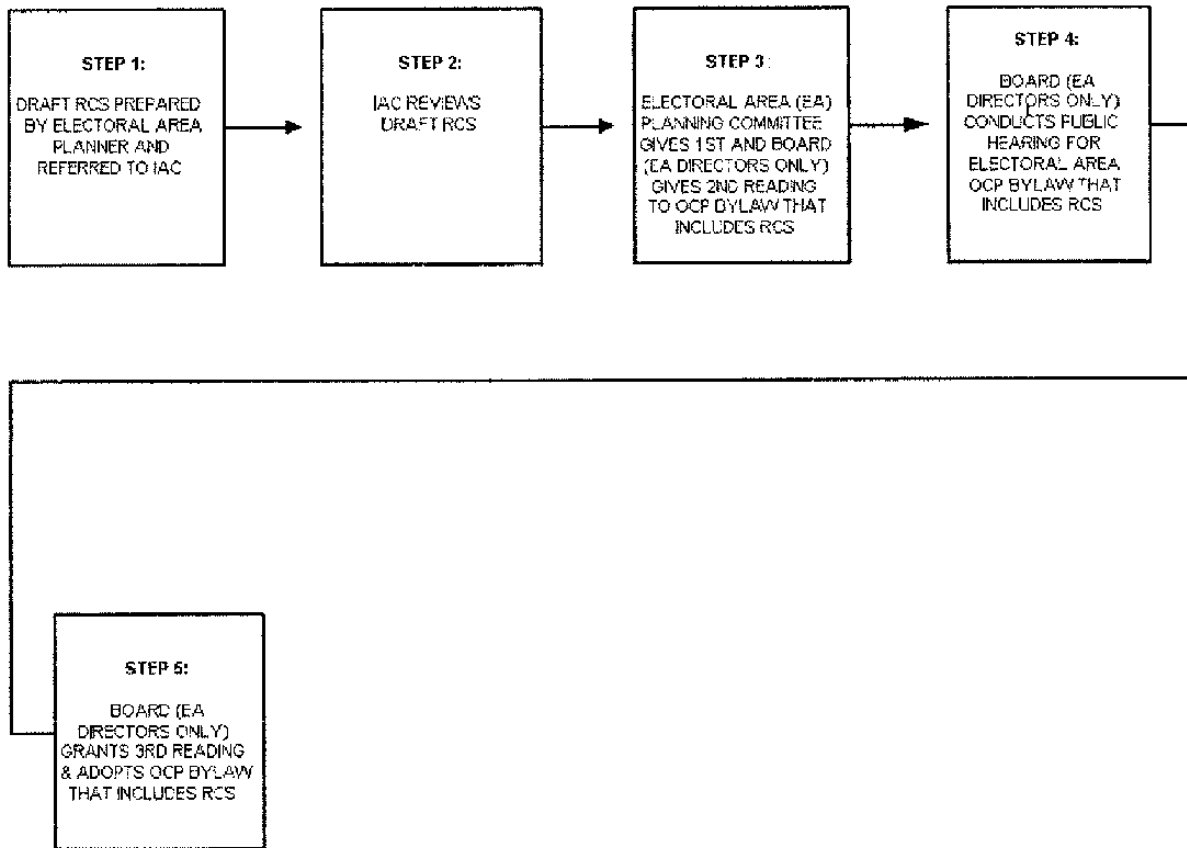 STEP 1:
DRAFT RCS PREPARED
BY ELECTORAL AREA
PLANNER AND
REFERRED TO IAC
STEP 2:
IAC REVIEWS
DRAFT RCS
STEP 3:
ELECTORAL AREA (EA)
PLANNING COMMITTEE
GIVES 1ST AND BOARD
(EA DIRECTORS ONLY)
GIVES 2ND READING
TO OCP BYLAW THAT
INCLUDES RCS
STEP 4:
BOARD (EA
DIRECTORS ONLY)
CONDUCTS PUBLIC
HEARING FOR
ELECTORAL AREA
OCP BYLAW THAT
INCLUDES RCS
STEP 5:
BOARD (EA
DIRECTORS ONLY)
GRANTS 3RD READING
& ADOPTS OCP BYLAW
THAT INCLUDES RCS